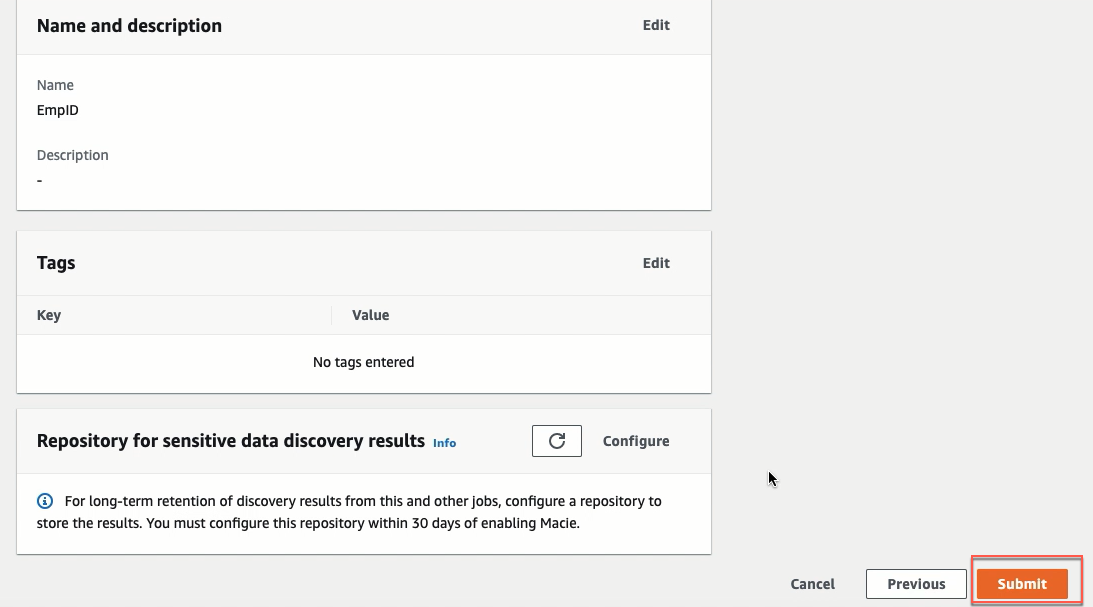 Name and description Edit
Name
EmpID
Description
-
Tags Edit
Key Value
No tags entered
Repository for sensitive data discovery results Info Configure
For long-term retention of discovery results from this and other jobs, configure a repository to
store the results. You must configure this repository within 30 days of enabling Macie.
Cancel Previous Submit